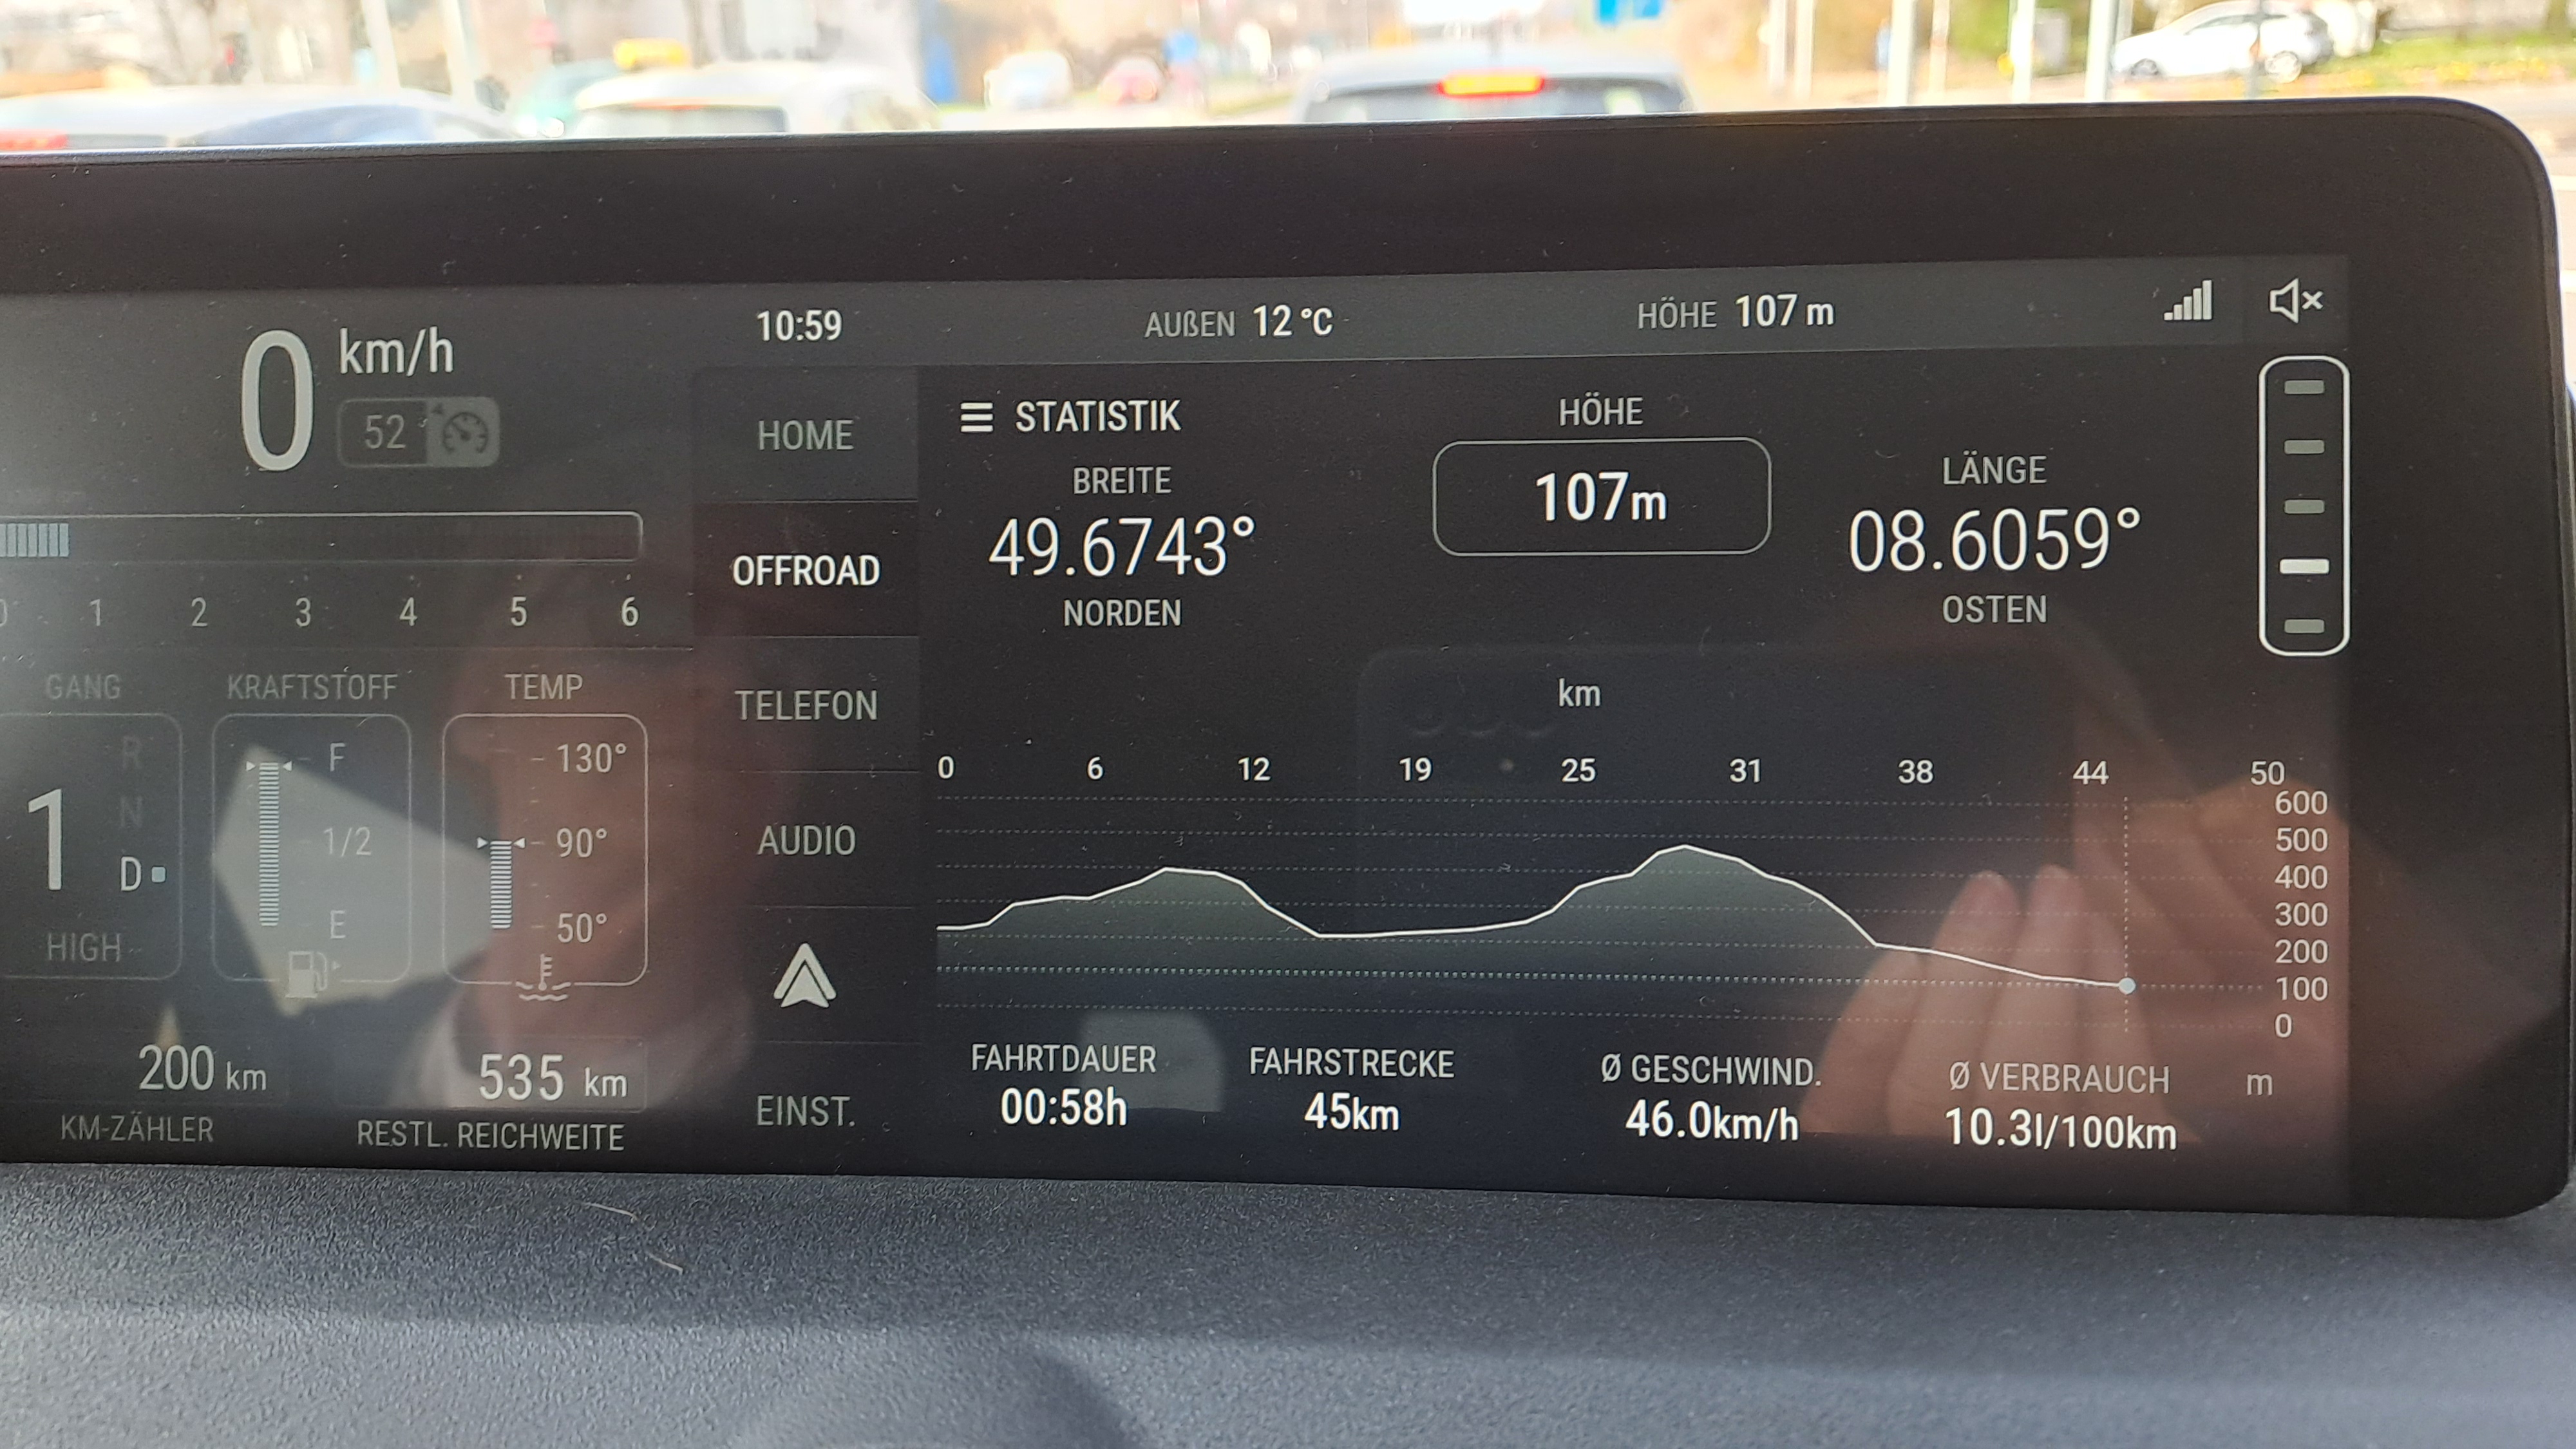 10:59 AUßEN 12 °C HÖHE 107 m
0 km/h
52
0 1 2 3 4 5 6
GANG KRAFTSTOFF TEMP
R
N
1 D
HIGH
F
1/2
E
130°
90°
50°
200 km
KM-ZÄHLER
535 km
RESTL. REICHWEITE
HOME
OFFROAD
TELEFON
AUDIO
EINST.
STATISTIK
BREITE
49.6743°
NORDEN
HÖHE
107m
LÄNGE
08.6059°
OSTEN
km
0 6 12 19 25 31 38 44 50
600
500
400
300
200
100
0
m
FAHRTDAUER
00:58h
FAHRSTRECKE
45km
Ø GESCHWIND.
46.0km/h
Ø VERBRAUCH
10.3l/100km